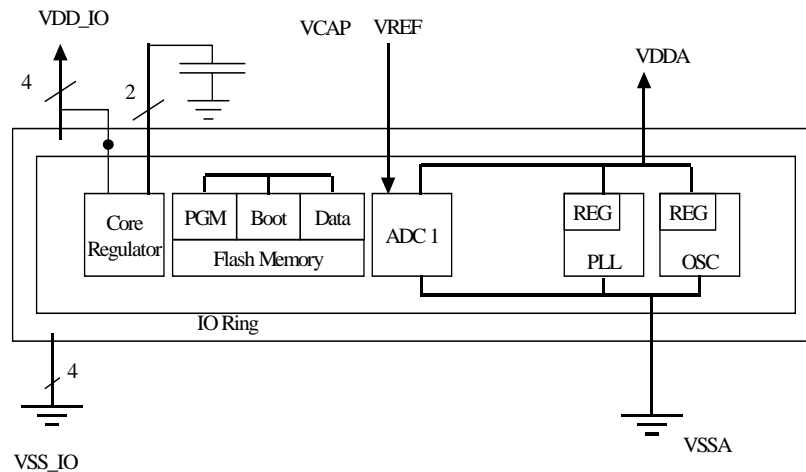 VDD_IO
VCAP
VREF
VDDA
4
2
Core
Regulator
PGM
Boot
Data
Flash Memory
ADC 1
REG
PLL
REG
OSC
IO Ring
4
VSS_IO
VSSA